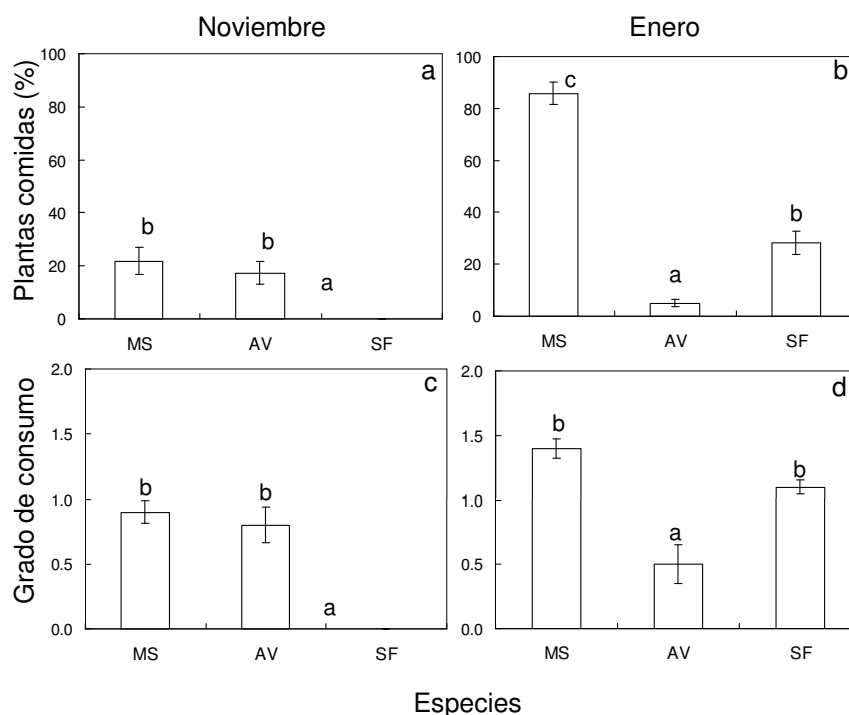 Noviembre
Enero
Plantas comidas (%)
100
80
60
40
20
0
a
b
b
a
MS
AV
SF
100
80
60
40
20
0
b
c
a
b
MS
AV
SF
Grado de consumo
2.0
1.5
1.0
0.5
0.0
c
b
b
a
MS
AV
SF
2.0
1.5
1.0
0.5
0.0
d
b
a
b
MS
AV
SF
Especies